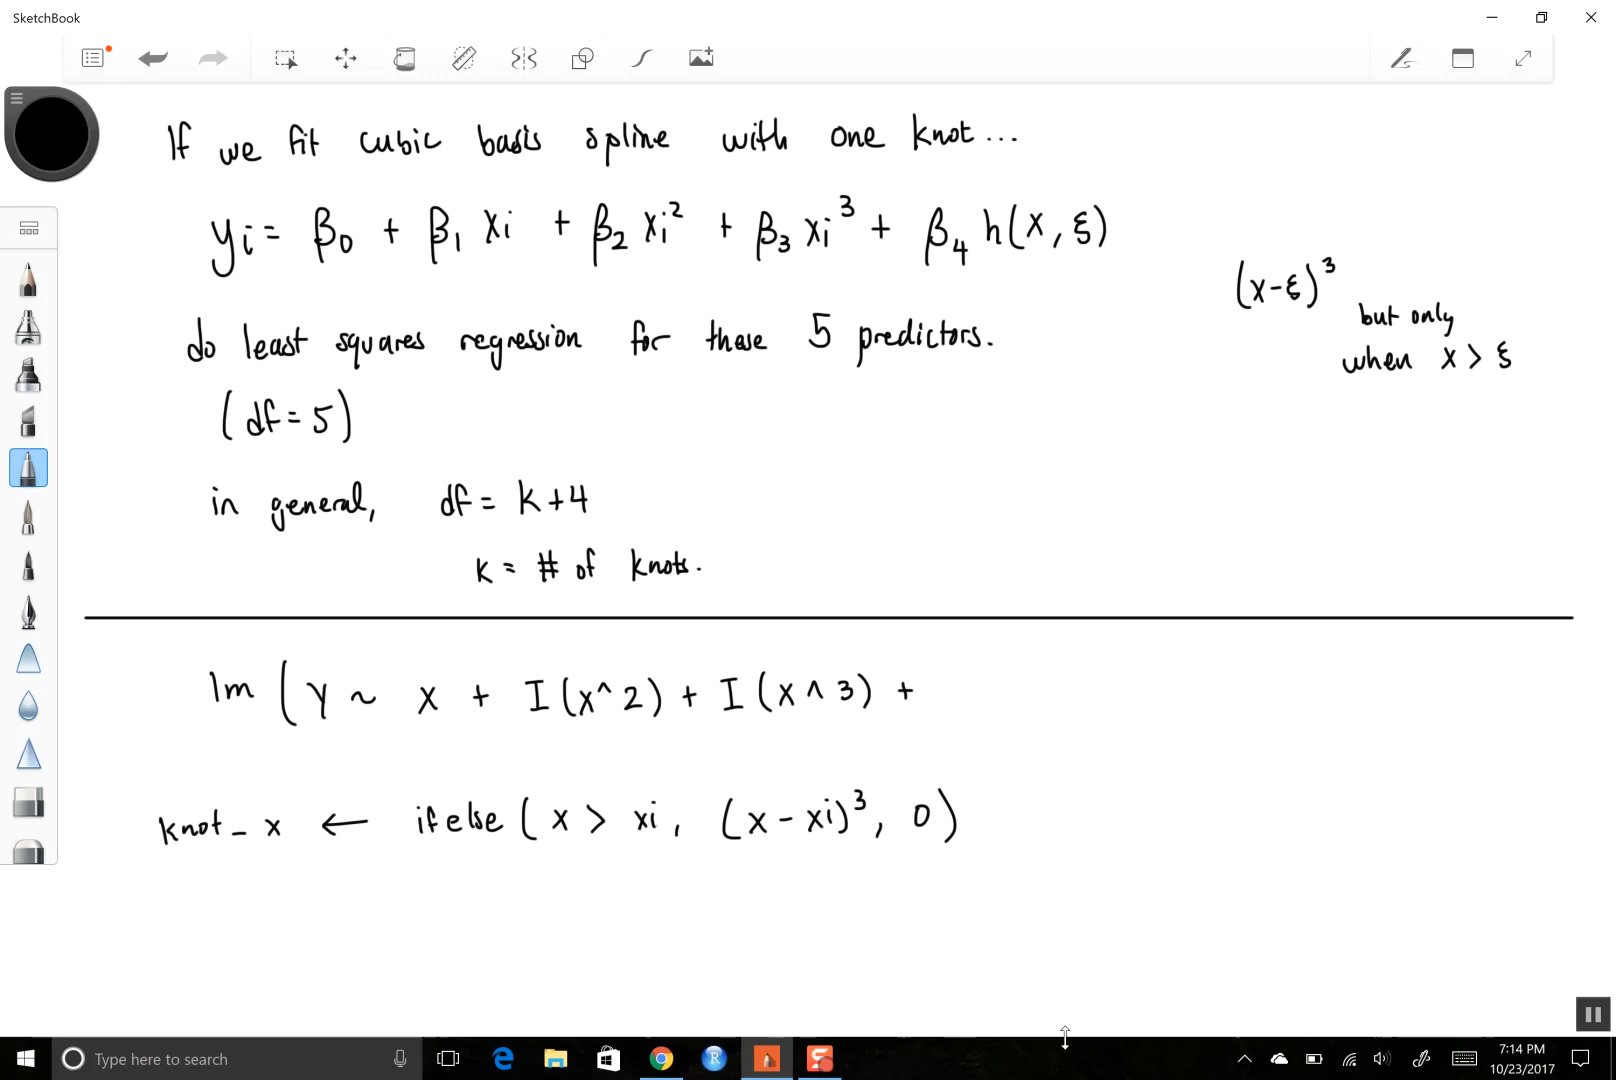 SketchBook
If we fit cubic basis spline with one knot...
yi = β0 + β1 xi + β2 xi² + β3 xi³ + β4 h(x, ξ)
(x-ξ)³
but only
when x > ξ
do least squares regression for these 5 predictors.
(df = 5)
in general, df = K+4
K = # of knots.
lm (Y ~ X + I(x^2) + I(x^3) +
knot_x ← ifelse(x > xi, (x - xi)³, 0)
Type here to search
7:14 PM
10/23/2017